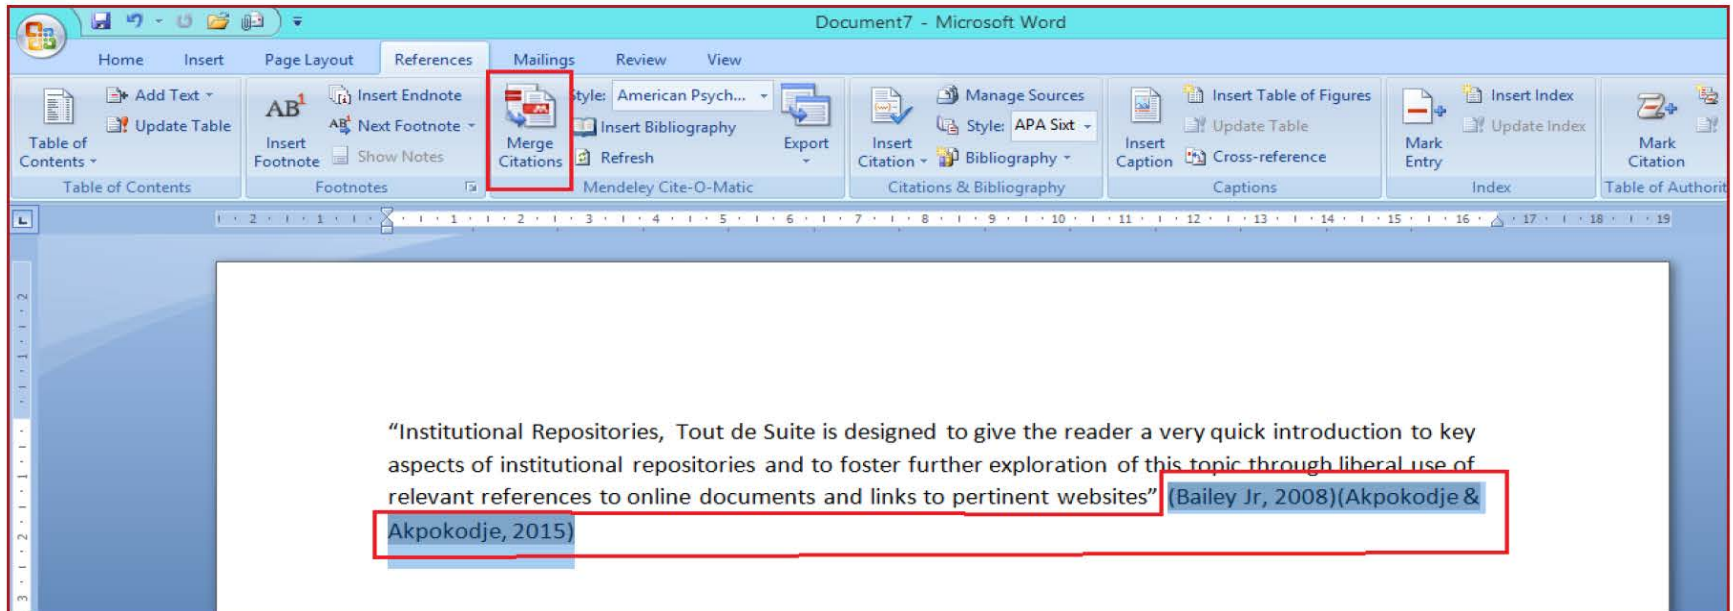 Document7 - Microsoft Word
Home Insert Page Layout References Mailings Review View
Table of Contents
Add Text
Update Table
Table of Contents
AB1
Insert Footnote
Insert Endnote
AB1 Next Footnote
Show Notes
Footnotes
Merge Citations
Style: American Psych...
Insert Bibliography
Refresh
Export
Mendeley Cite-O-Matic
Insert Citation
Manage Sources
Style: APA Sixt
Bibliography
Citations & Bibliography
Insert Caption
Insert Table of Figures
Update Table
Cross-reference
Captions
Mark Entry
Insert Index
Update Index
Index
Mark Citation
Table of Authorit
2 1 1 2 3 4 5 6 7 8 9 10 11 12 13 14 15 16 17 18 19
2
1
1
2
3
“Institutional Repositories, Tout de Suite is designed to give the reader a very quick introduction to key
aspects of institutional repositories and to foster further exploration of this topic through liberal use of
relevant references to online documents and links to pertinent websites” (Bailey Jr, 2008)(Akpokodje &
Akpokodje, 2015)